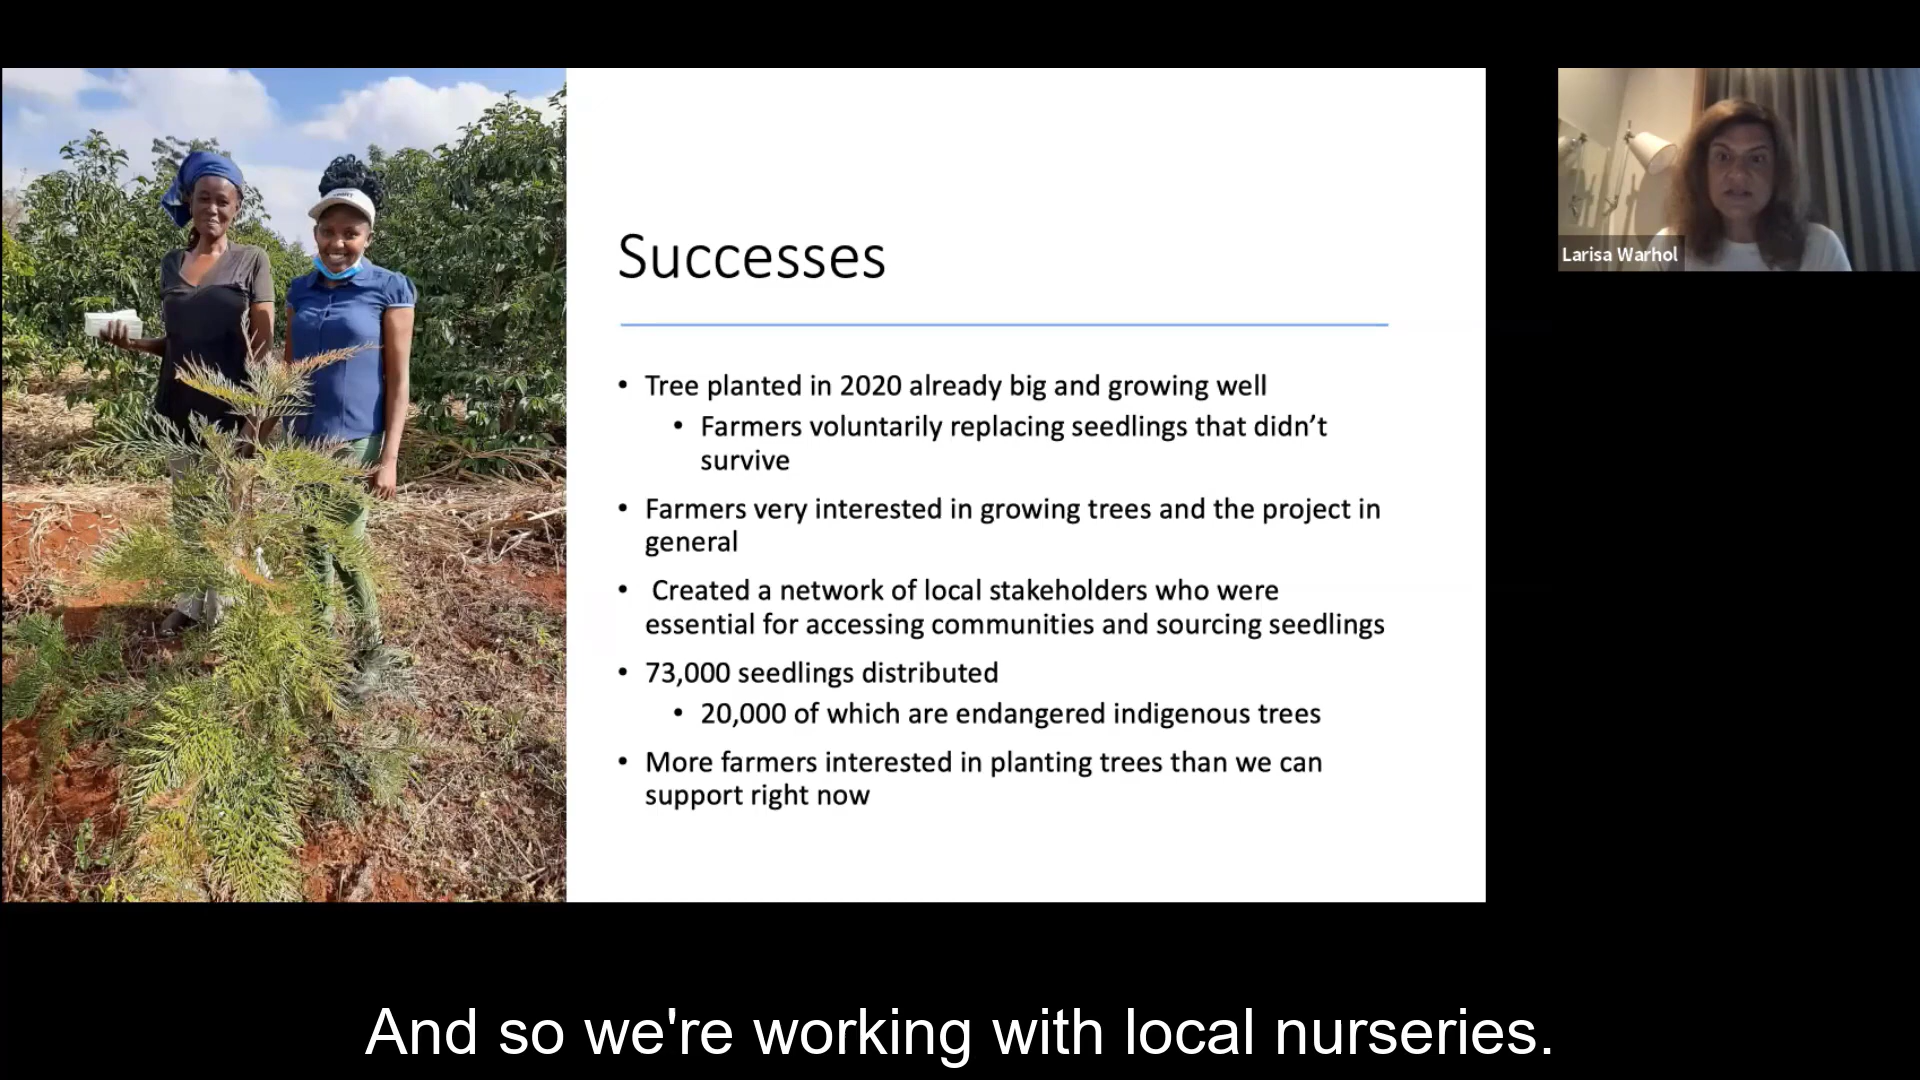 Larisa Warhol
Successes
• Tree planted in 2020 already big and growing well
• Farmers voluntarily replacing seedlings that didn’t
survive
• Farmers very interested in growing trees and the project in
general
• Created a network of local stakeholders who were
essential for accessing communities and sourcing seedlings
• 73,000 seedlings distributed
• 20,000 of which are endangered indigenous trees
• More farmers interested in planting trees than we can
support right now
And so we're working with local nurseries.